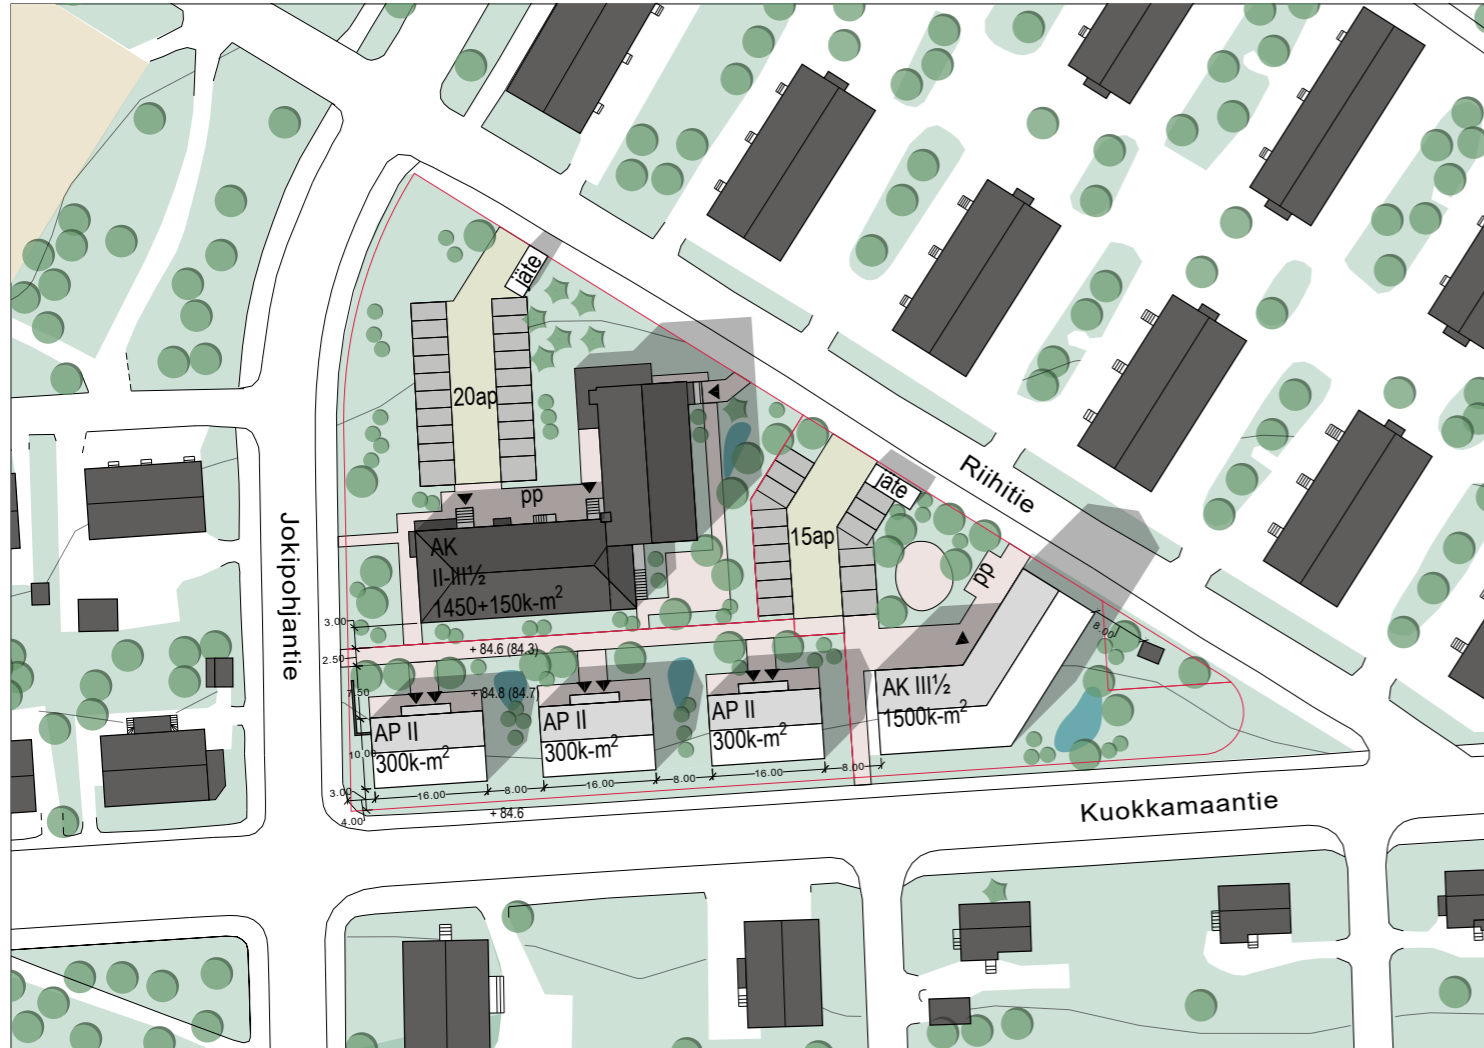 jäte
20ap
Riihitie
jäte
pp
15ap
Jokipohjantie
AK
II-III½
1450+150k-m²
pp
8.00
3.00
2.50
7.50
10.00
3.00
4.00
+ 84.6 (84.3)
+ 84.8 (84.7)
AP II
300k-m²
AP II
300k-m²
AP II
300k-m²
AK III½
1500k-m²
16.00
8.00
16.00
8.00
16.00
8.00
+ 84.6
Kuokkamaantie